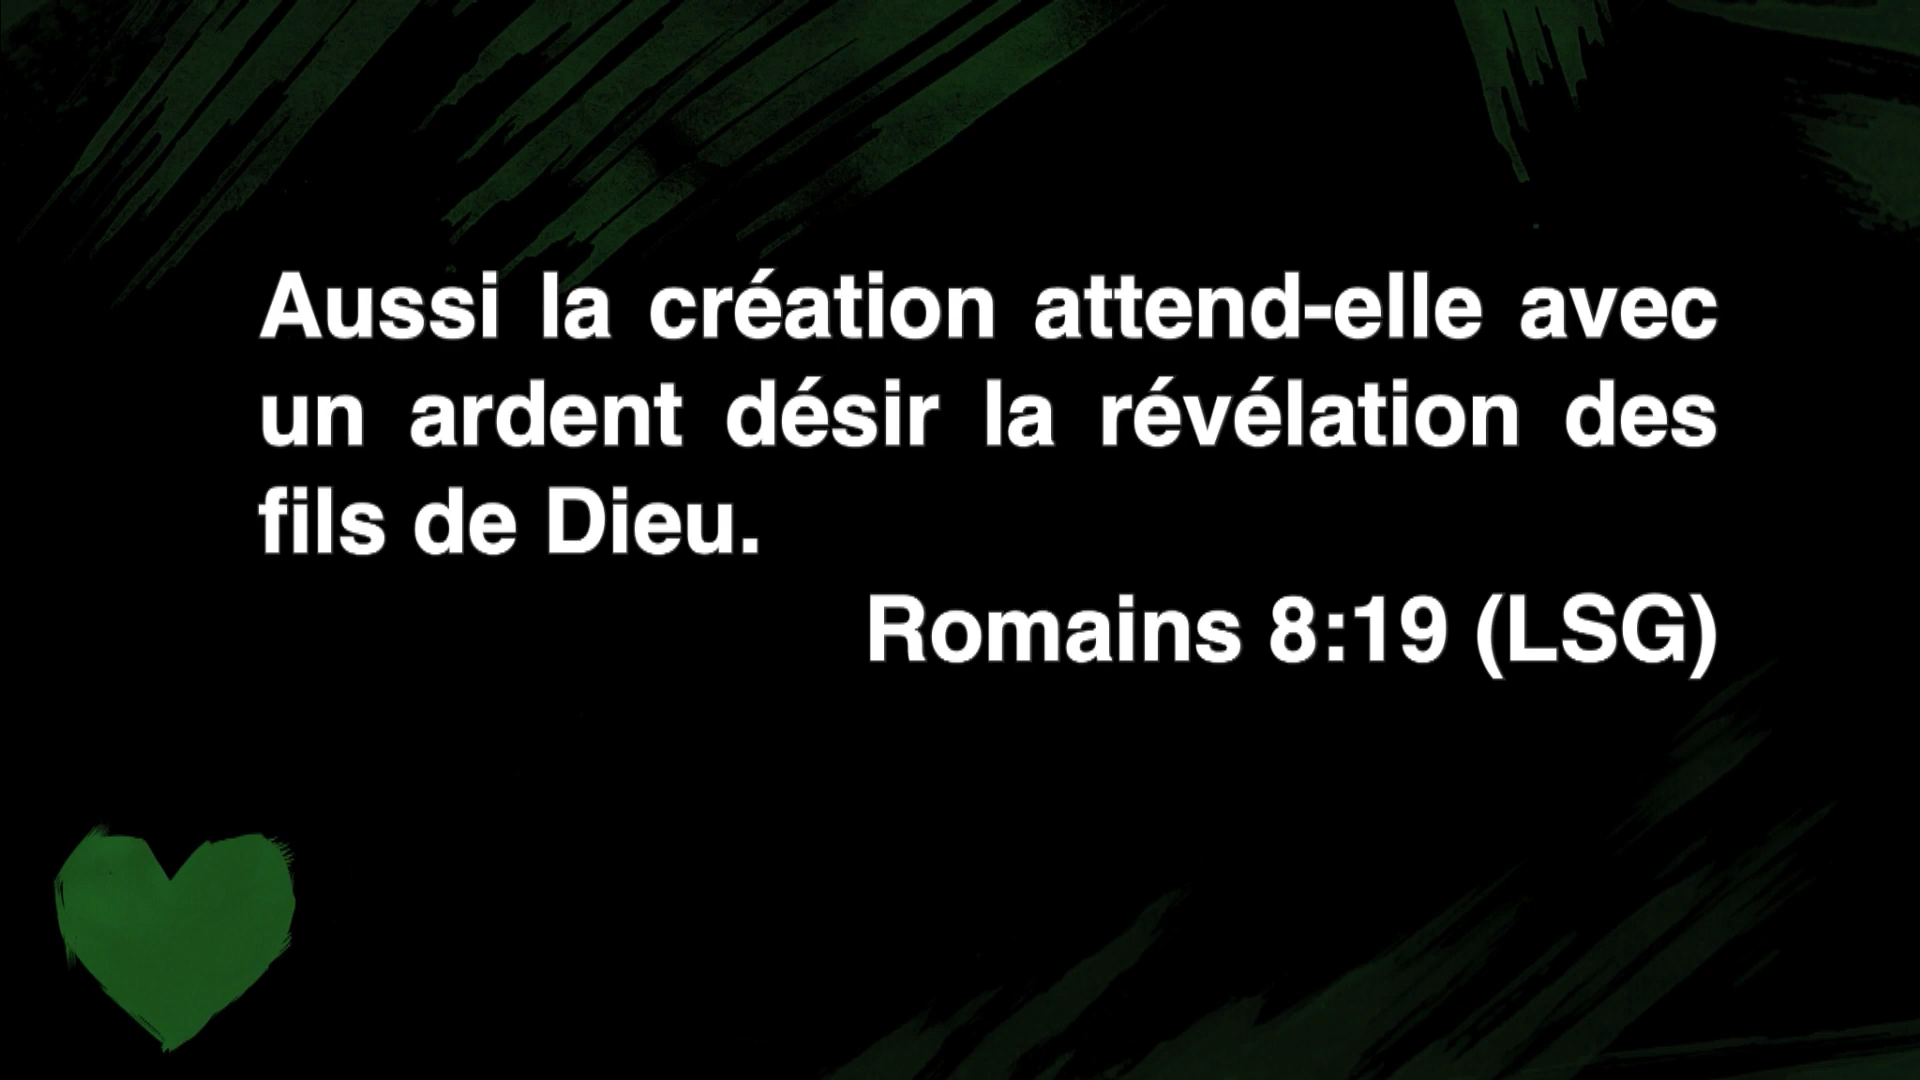 Aussi la création attend-elle avec
un ardent désir la révélation des
fils de Dieu.
Romains 8:19 (LSG)